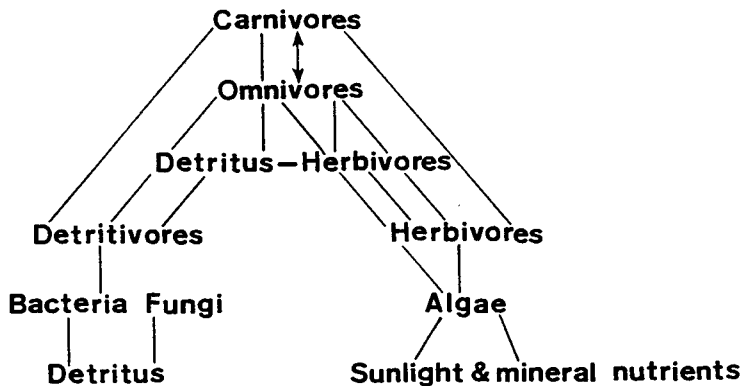 Carnivores
Omnivores
Detritus–Herbivores
Detritivores Herbivores
Bacteria Fungi Algae
Detritus Sunlight & mineral nutrients